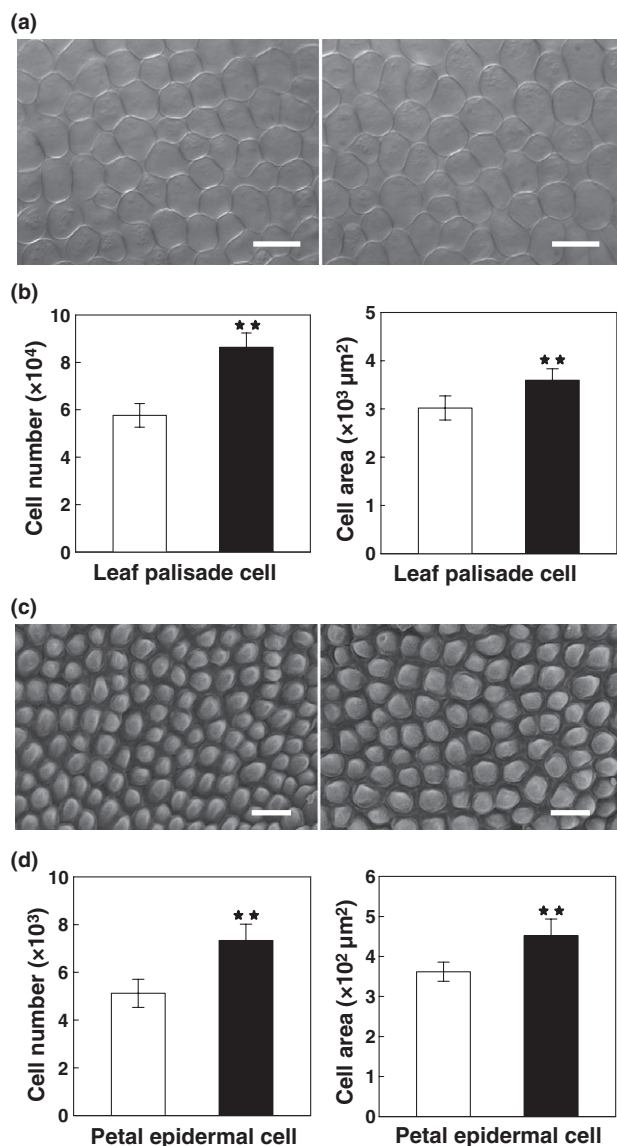 (a)
(b)
Cell number (×10⁴)
10
8
6
4
2
0
★★
Leaf palisade cell
Cell area (×10³ µm²)
5
4
3
2
1
0
★★
Leaf palisade cell
(c)
(d)
Cell number (×10³)
10
8
6
4
2
0
★★
Petal epidermal cell
Cell area (×10² µm²)
6
5
4
3
2
1
0
★★
Petal epidermal cell